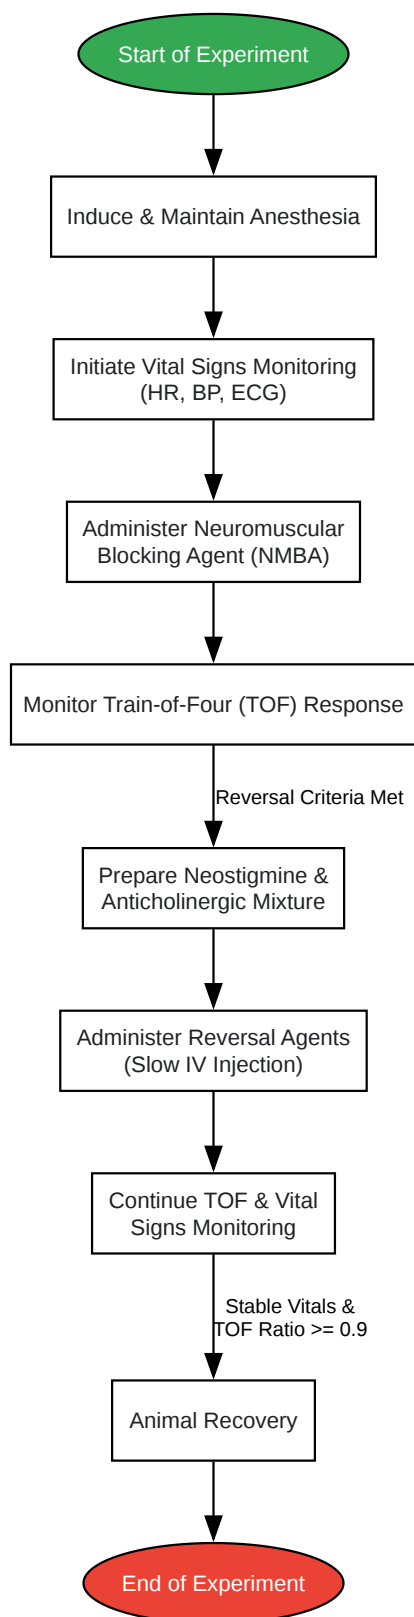 Start of Experiment
Induce & Maintain Anesthesia
Initiate Vital Signs Monitoring
(HR, BP, ECG)
Administer Neuromuscular
Blocking Agent (NMBA)
Monitor Train-of-Four (TOF) Response
Reversal Criteria Met
Prepare Neostigmine &
Anticholinergic Mixture
Administer Reversal Agents
(Slow IV Injection)
Continue TOF & Vital
Signs Monitoring
Stable Vitals &
TOF Ratio >= 0.9
Animal Recovery
End of Experiment